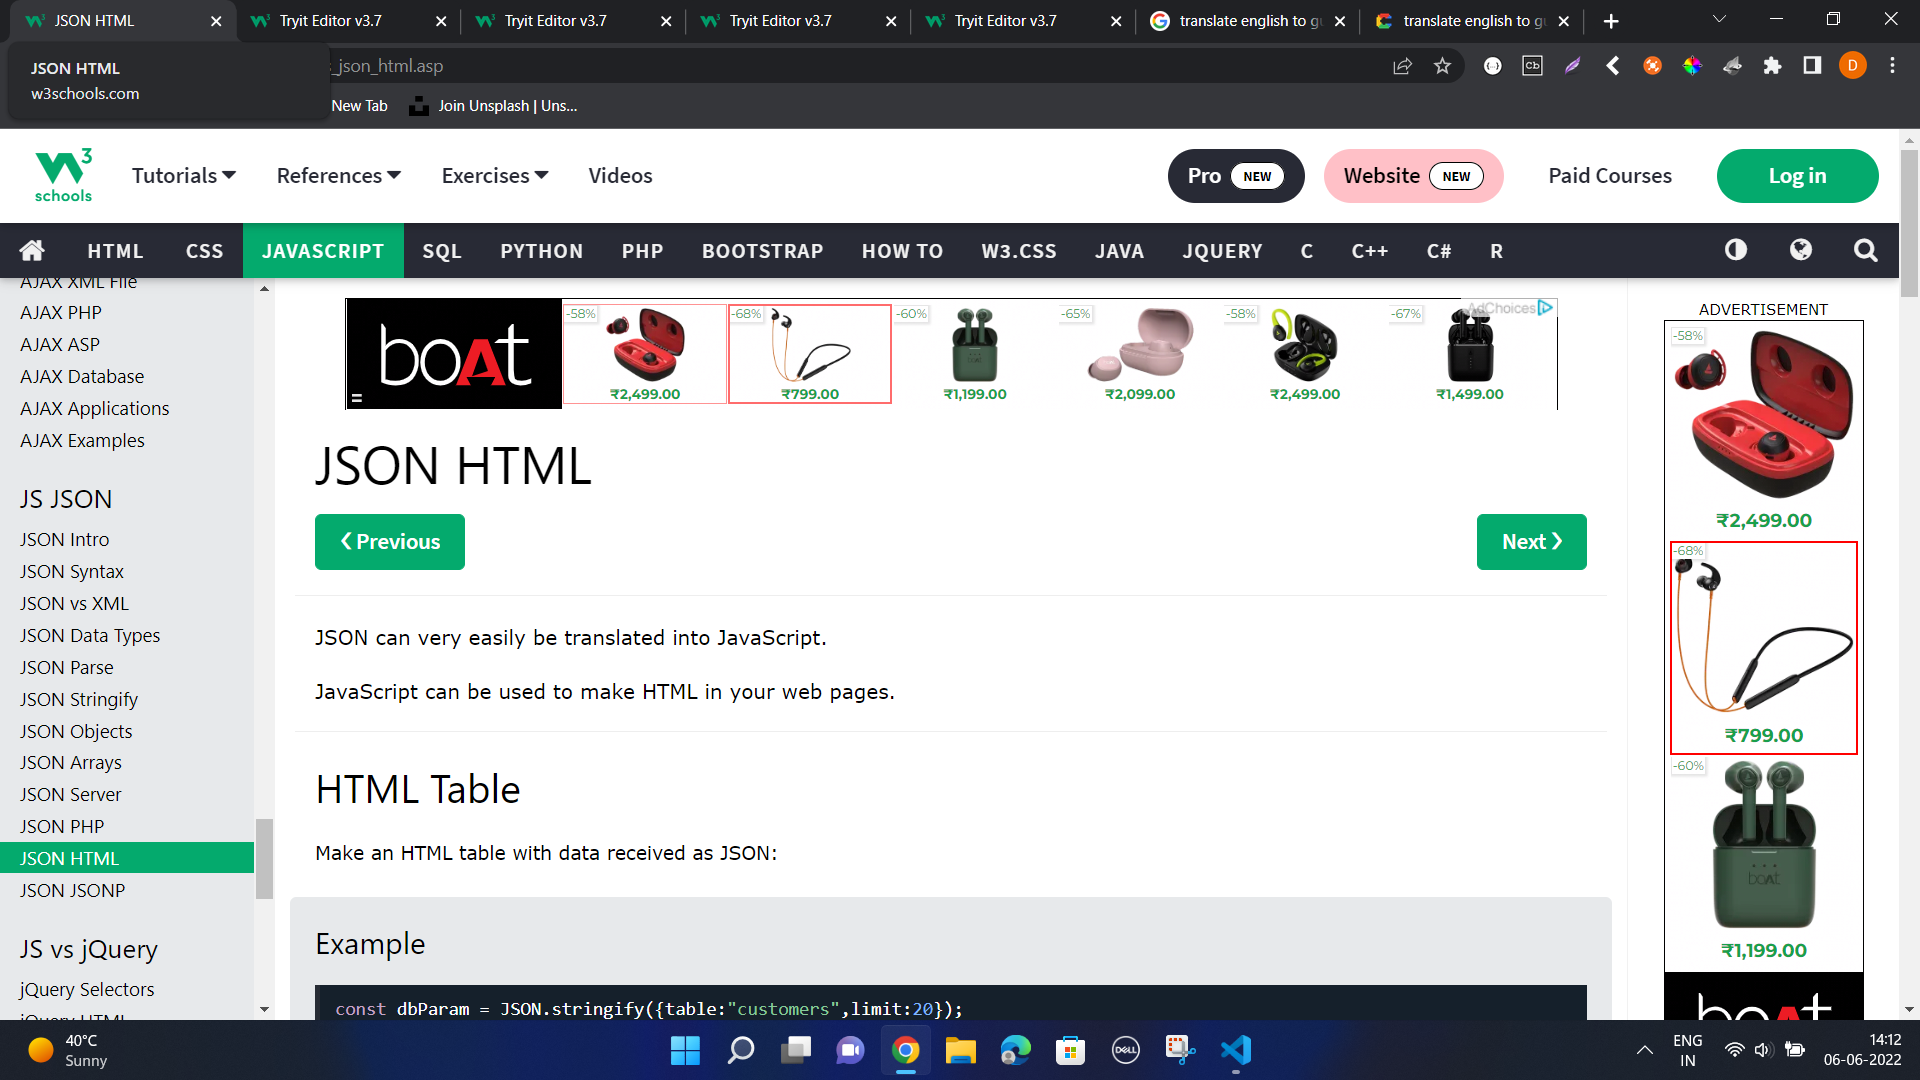 JSON HTML
Tryit Editor v3.7
Tryit Editor v3.7
Tryit Editor v3.7
Tryit Editor v3.7
translate english to gu
translate english to g
JSON HTML
w3schools.com
_json_html.asp
D
New Tab
Join Unsplash | Uns...
W3
schools
Tutorials
References
Exercises
Videos
Pro NEW
Website NEW
Paid Courses
Log in
HTML
CSS
JAVASCRIPT
SQL
PYTHON
PHP
BOOTSTRAP
HOW TO
W3.CSS
JAVA
JQUERY
C
C++
C#
R
AJAX XML File
AJAX PHP
AJAX ASP
AJAX Database
AJAX Applications
AJAX Examples
JS JSON
JSON Intro
JSON Syntax
JSON vs XML
JSON Data Types
JSON Parse
JSON Stringify
JSON Objects
JSON Arrays
JSON Server
JSON PHP
JSON HTML
JSON JSONP
JS vs jQuery
jQuery Selectors
jQuery HTML
boAt
-58%
₹2,499.00
-68%
₹799.00
-60%
₹1,199.00
-65%
₹2,099.00
-58%
₹2,499.00
-67%
₹1,499.00
AdChoices
JSON HTML
❮ Previous
Next ❯
JSON can very easily be translated into JavaScript.
JavaScript can be used to make HTML in your web pages.
HTML Table
Make an HTML table with data received as JSON:
Example
const dbParam = JSON.stringify({table:"customers",limit:20});
ADVERTISEMENT
-58%
₹2,499.00
-68%
₹799.00
-60%
boAt
₹1,199.00
boAt
40°C
Sunny
Cb
DELL
ENG
IN
14:12
06-06-2022